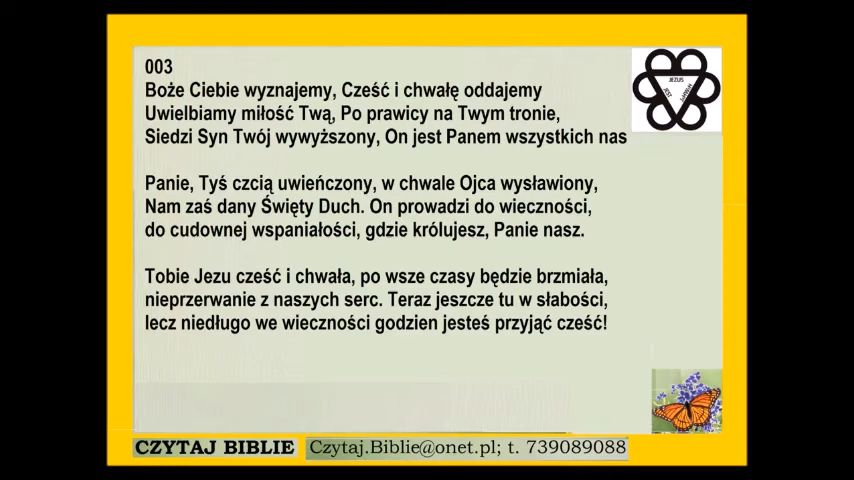 003
Boże Ciebie wyznajemy, Cześć i chwałę oddajemy
Uwielbiamy miłość Twą, Po prawicy na Twym tronie,
Siedzi Syn Twój wywyższony, On jest Panem wszystkich nas
Panie, Tyś czcią uwieńczony, w chwale Ojca wysławiony,
Nam zaś dany Święty Duch. On prowadzi do wieczności,
do cudownej wspaniałości, gdzie królujesz, Panie nasz.
Tobie Jezu cześć i chwała, po wsze czasy będzie brzmiała,
nieprzerwanie z naszych serc. Teraz jeszcze tu w słabości,
lecz niedługo we wieczności godzien jesteś przyjąć cześć!
JEZUS
JEST
PANEM
CZYTAJ BIBLIE
Czytaj.Biblie@onet.pl; t. 739089088